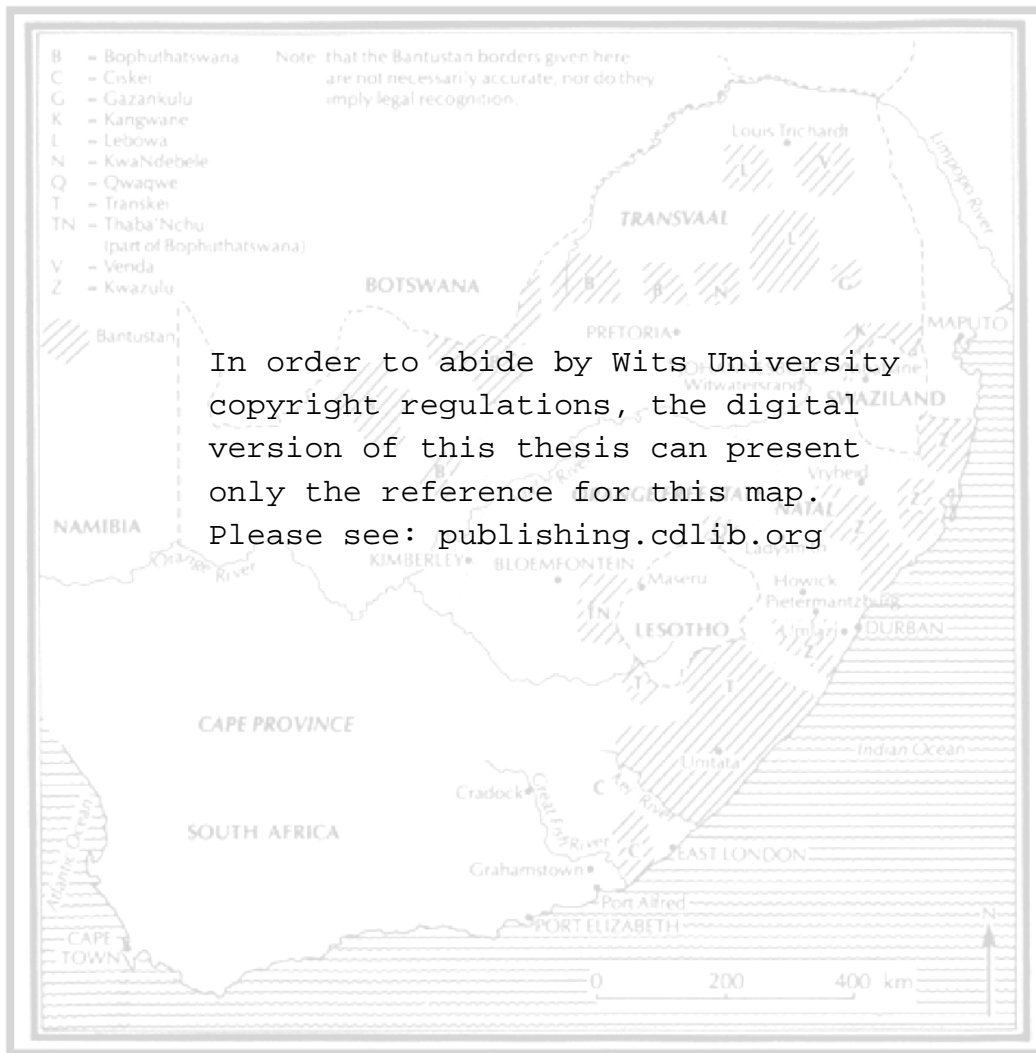 B = Bophuthatswana
C = Ciskei
G = Gazankulu
K = Kangwane
L = Lebowa
N = KwaNdebele
Q = Qwaqwe
T = Transkei
TN = Thaba'Nchu
(part of Bophuthatswana)
V = Venda
Z = Kwazulu
Bantustan
Note that the Bantustan borders given here
are not necessarily accurate, nor do they
imply legal recognition.
Louis Trichardt
L
V
Limpopo River
TRANSVAAL
L
BOTSWANA
B
B
N
G
PRETORIA
K
MAPUTO
In order to abide by Wits University
copyright regulations, the digital
version of this thesis can present
only the reference for this map.
Please see: publishing.cdlib.org
Witwatersrand
SWAZILAND
B
Z
Vryheid
Z
NATAL
Z
NAMIBIA
Orange River
KIMBERLEY
BLOEMFONTEIN
Maseru
Howick
Pietermaritzburg
TN
LESOTHO
Umlazi
DURBAN
Z
T
T
CAPE PROVINCE
Indian Ocean
Umtata
Cradock
C
Kei River
Great Fish River
SOUTH AFRICA
C
EAST LONDON
Atlantic Ocean
Grahamstown
Port Alfred
PORT ELIZABETH
CAPE
TOWN
N
0 200 400 km